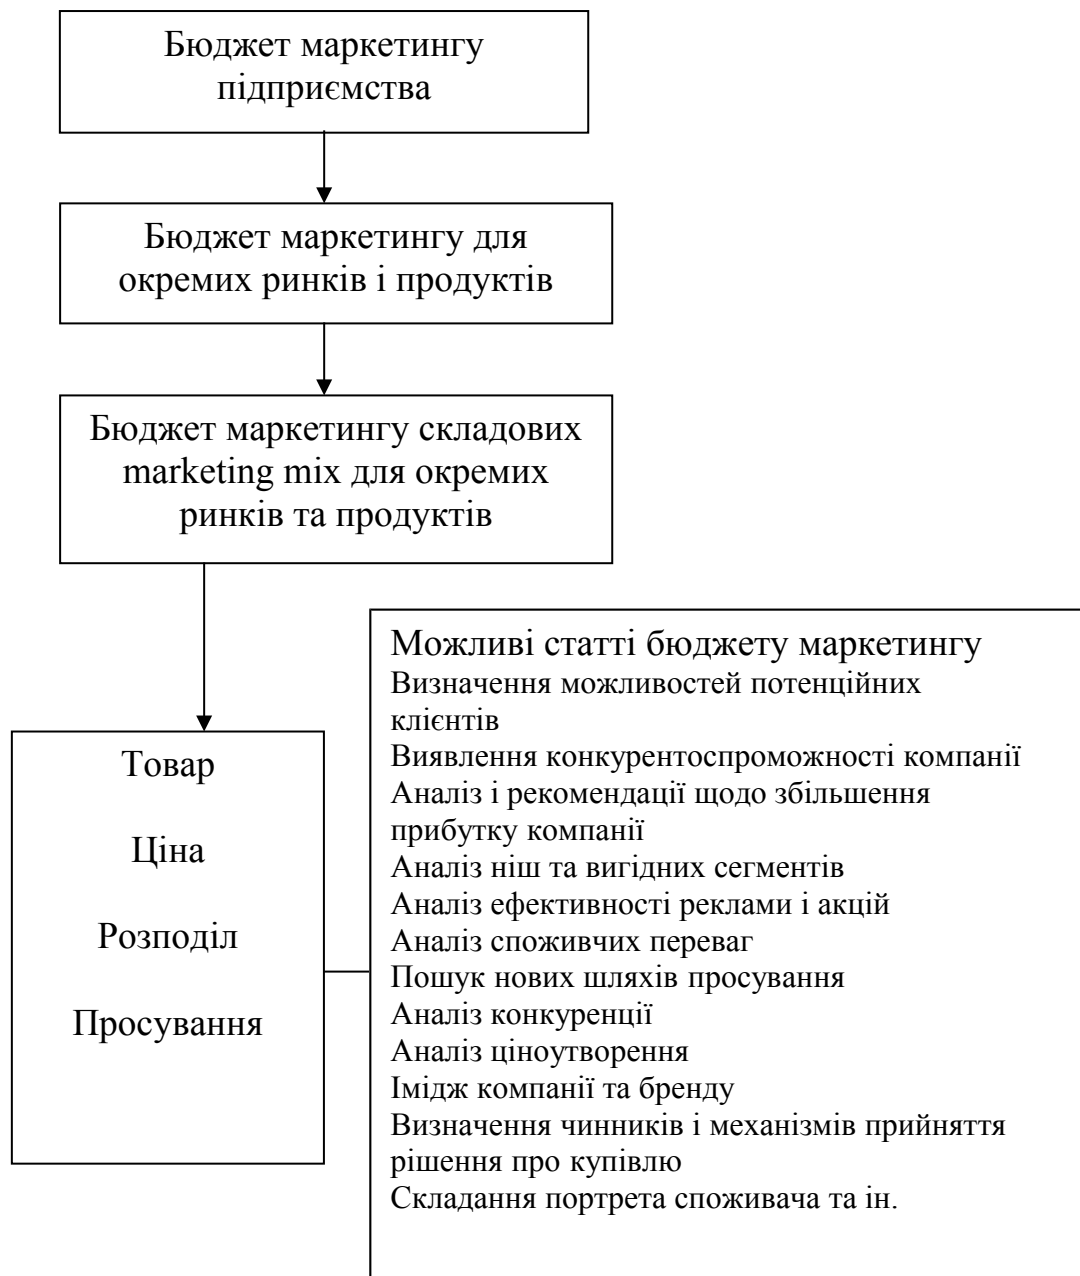 Бюджет маркетингу
підприємства
Бюджет маркетингу для
окремих ринків і продуктів
Бюджет маркетингу складових
marketing mix для окремих
ринків та продуктів
Товар
Ціна
Розподіл
Просування
Можливі статті бюджету маркетингу
Визначення можливостей потенційних
клієнтів
Виявлення конкурентоспроможності компанії
Аналіз і рекомендації щодо збільшення
прибутку компанії
Аналіз ніш та вигідних сегментів
Аналіз ефективності реклами і акцій
Аналіз споживчих переваг
Пошук нових шляхів просування
Аналіз конкуренції
Аналіз ціноутворення
Імідж компанії та бренду
Визначення чинників і механізмів прийняття
рішення про купівлю
Складання портрета споживача та ін.